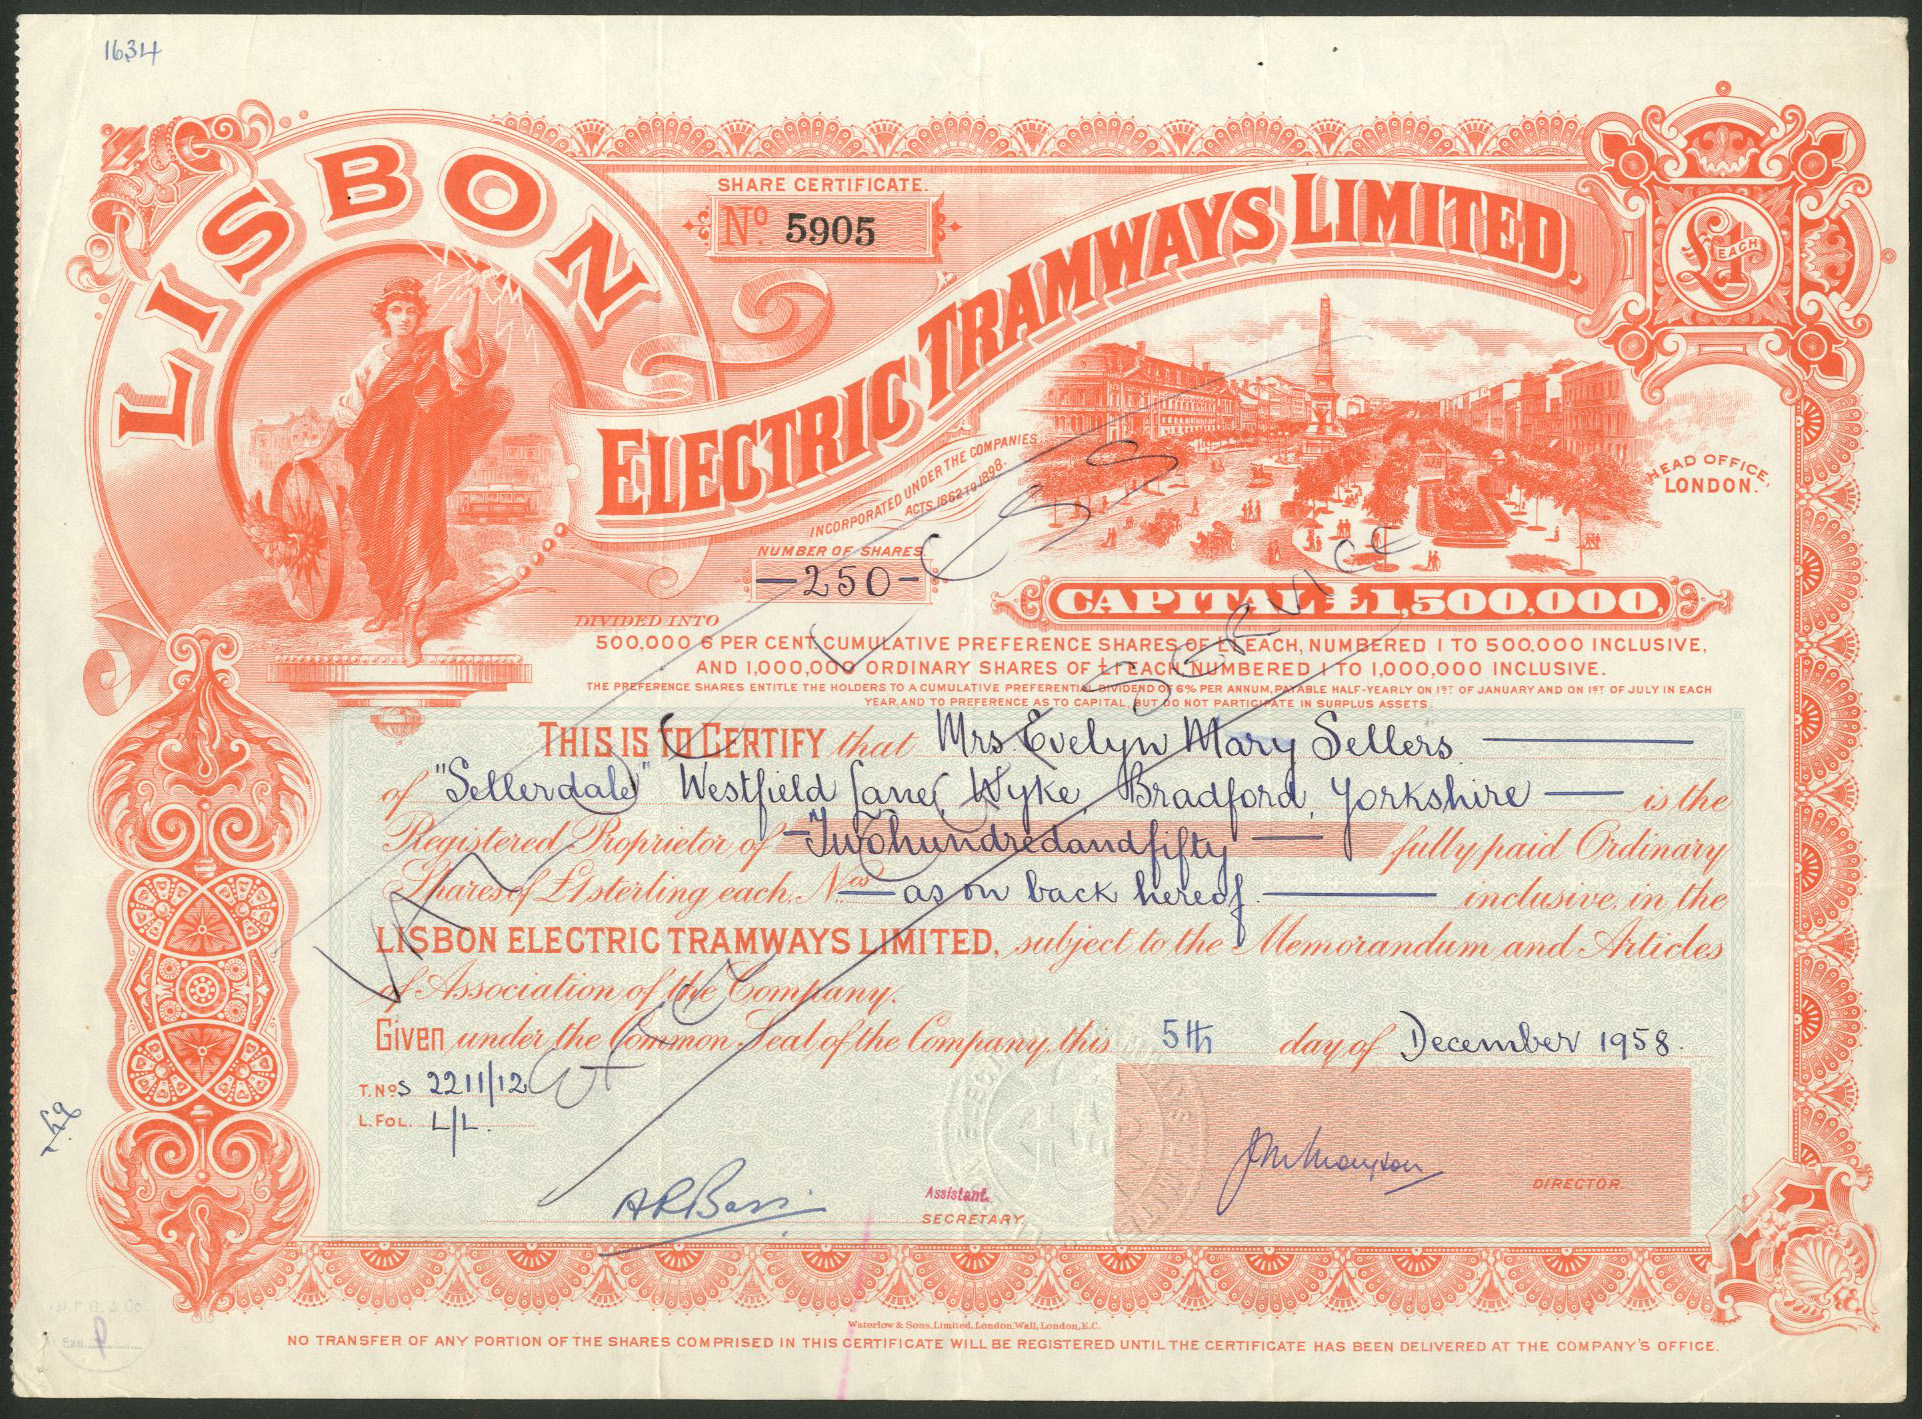 1634
LISBON
ELECTRIC TRAMWAYS LIMITED,
SHARE CERTIFICATE.
No. 5905
£1 EACH
INCORPORATED UNDER THE COMPANIES
ACTS, 1862 TO 1898.
HEAD OFFICE,
LONDON.
NUMBER OF SHARES
—250—
CAPITAL £1,500,000,
DIVIDED INTO
500,000 6 PER CENT. CUMULATIVE PREFERENCE SHARES OF £1 EACH, NUMBERED 1 TO 500,000 INCLUSIVE,
AND 1,000,000 ORDINARY SHARES OF £1 EACH, NUMBERED 1 TO 1,000,000 INCLUSIVE.
THE PREFERENCE SHARES ENTITLE THE HOLDERS TO A CUMULATIVE PREFERENTIAL DIVIDEND OF 6% PER ANNUM, PAYABLE HALF-YEARLY ON 1ST OF JANUARY AND ON 1ST OF JULY IN EACH
YEAR, AND TO PREFERENCE AS TO CAPITAL, BUT DO NOT PARTICIPATE IN SURPLUS ASSETS.
THIS IS TO CERTIFY that Mrs. Evelyn Mary Sellers
of "Sellerdale" Westfield Lane, Wyke, Bradford, Yorkshire — is the
Registered Proprietor of —Twohundredandfifty— fully paid Ordinary
Shares of £1 sterling each, Nos — as on back hereof — inclusive, in the
LISBON ELECTRIC TRAMWAYS LIMITED, subject to the Memorandum and Articles
of Association of the Company.
Given under the Common Seal of the Company, this 5th day of December 1958.
T. Nos 2211/12
L. FOL. L/L.
VALUELESS
SERVICE
Assistant
SECRETARY.
DIRECTOR.
Waterlow & Sons, Limited, London Wall, London, E.C.
NO TRANSFER OF ANY PORTION OF THE SHARES COMPRISED IN THIS CERTIFICATE WILL BE REGISTERED UNTIL THE CERTIFICATE HAS BEEN DELIVERED AT THE COMPANY'S OFFICE.